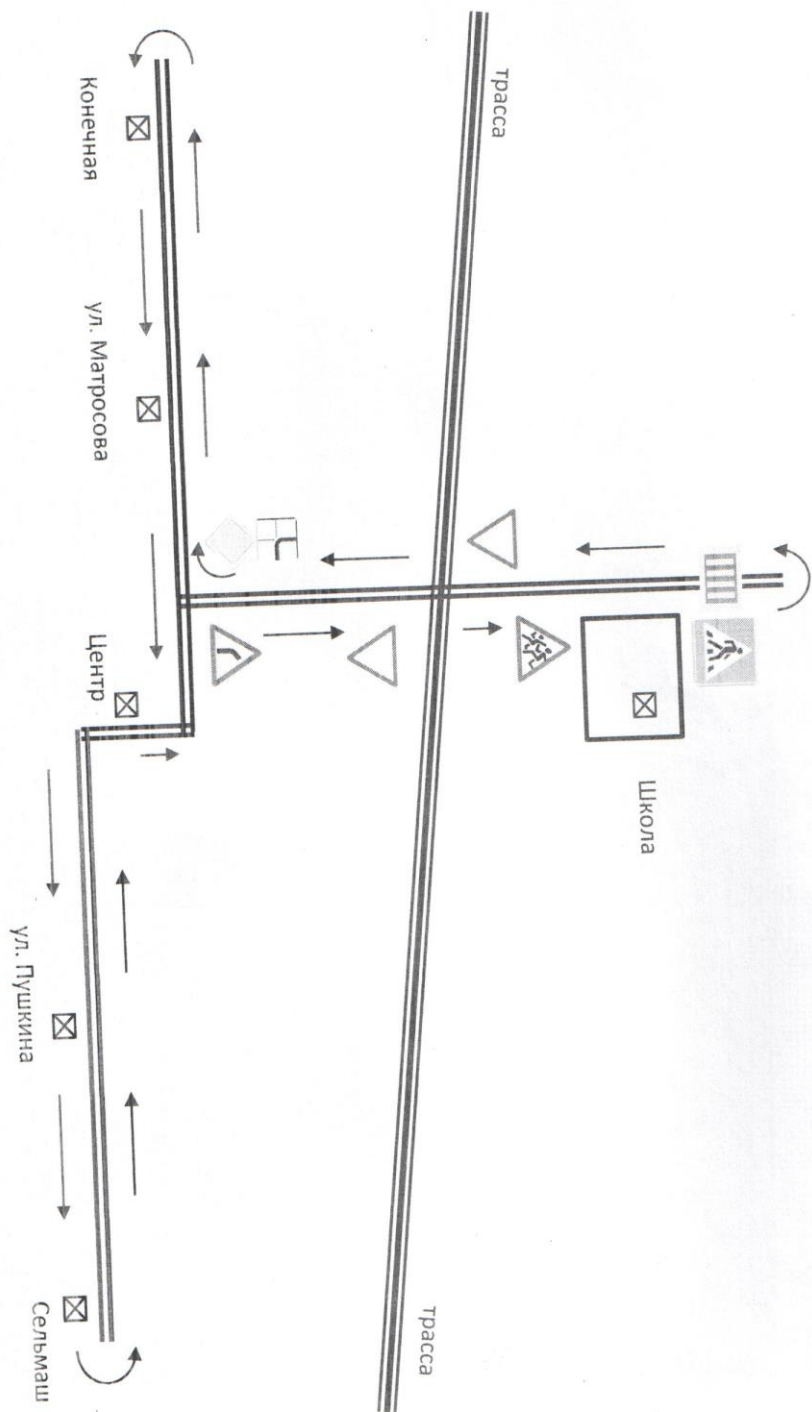 трасса
Конечная
ул. Матросова
Центр
Школа
ул. Пушкина
Сельмаш
трасса